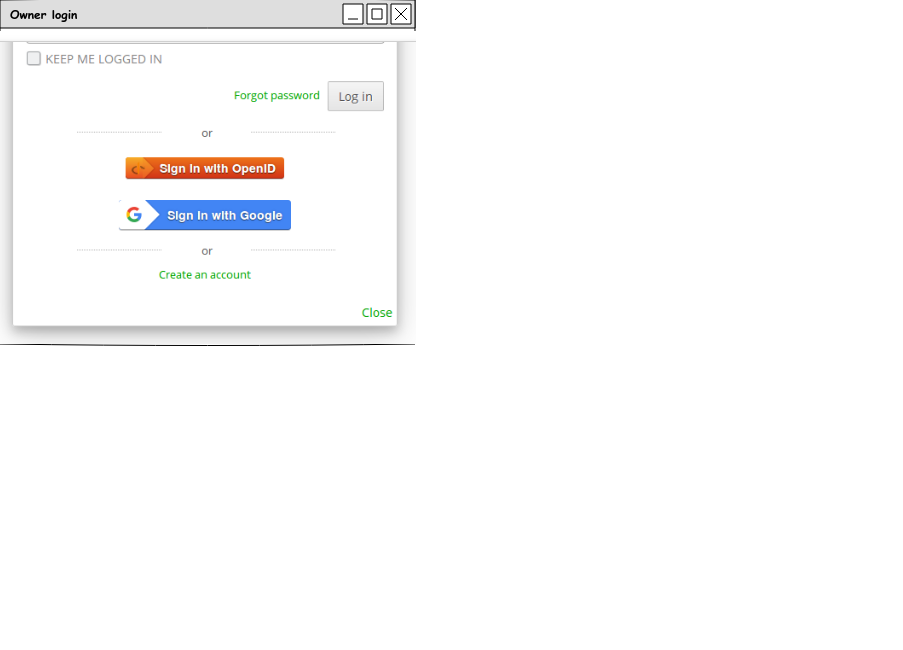 Owner login
KEEP ME LOGGED IN
Forgot password
Log in
or
Sign in with OpenID
Sign in with Google
or
Create an account
Close